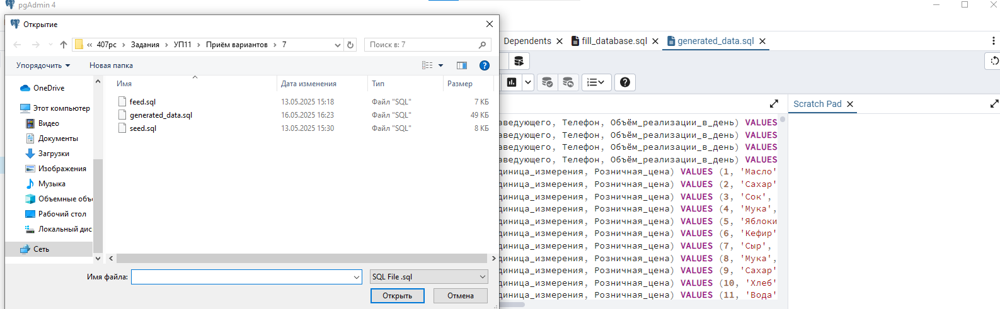 pgAdmin 4
Открытие
« 407pc › Задания › УП11 › Приём вариантов › 7
Поиск в: 7
Упорядочить
Новая папка
OneDrive
Этот компьютер
Видео
Документы
Загрузки
Изображения
Музыка
Объемные объ
Рабочий стол
Локальный дис
Сеть
Имя Дата изменения Тип Размер
feed.sql 13.05.2025 15:18 Файл "SQL" 7 КБ
generated_data.sql 16.05.2025 16:23 Файл "SQL" 49 КБ
seed.sql 13.05.2025 15:30 Файл "SQL" 8 КБ
Имя файла:
SQL File .sql
Открыть
Отмена
Dependents
fill_database.sql
generated_data.sql
Scratch Pad
аведующего, Телефон, Объём_реализации_в_день) VALUES
аведующего, Телефон, Объём_реализации_в_день) VALUES
аведующего, Телефон, Объём_реализации_в_день) VALUES
аведующего, Телефон, Объём_реализации_в_день) VALUES
диница_измерения, Розничная_цена) VALUES (1, 'Масло'
диница_измерения, Розничная_цена) VALUES (2, 'Сахар'
диница_измерения, Розничная_цена) VALUES (3, 'Сок',
диница_измерения, Розничная_цена) VALUES (4, 'Мука',
диница_измерения, Розничная_цена) VALUES (5, 'Яблоки
диница_измерения, Розничная_цена) VALUES (6, 'Кефир'
диница_измерения, Розничная_цена) VALUES (7, 'Сыр',
диница_измерения, Розничная_цена) VALUES (8, 'Мука',
диница_измерения, Розничная_цена) VALUES (9, 'Сахар'
диница_измерения, Розничная_цена) VALUES (10, 'Хлеб'
диница_измерения, Розничная_цена) VALUES (11, 'Вода'